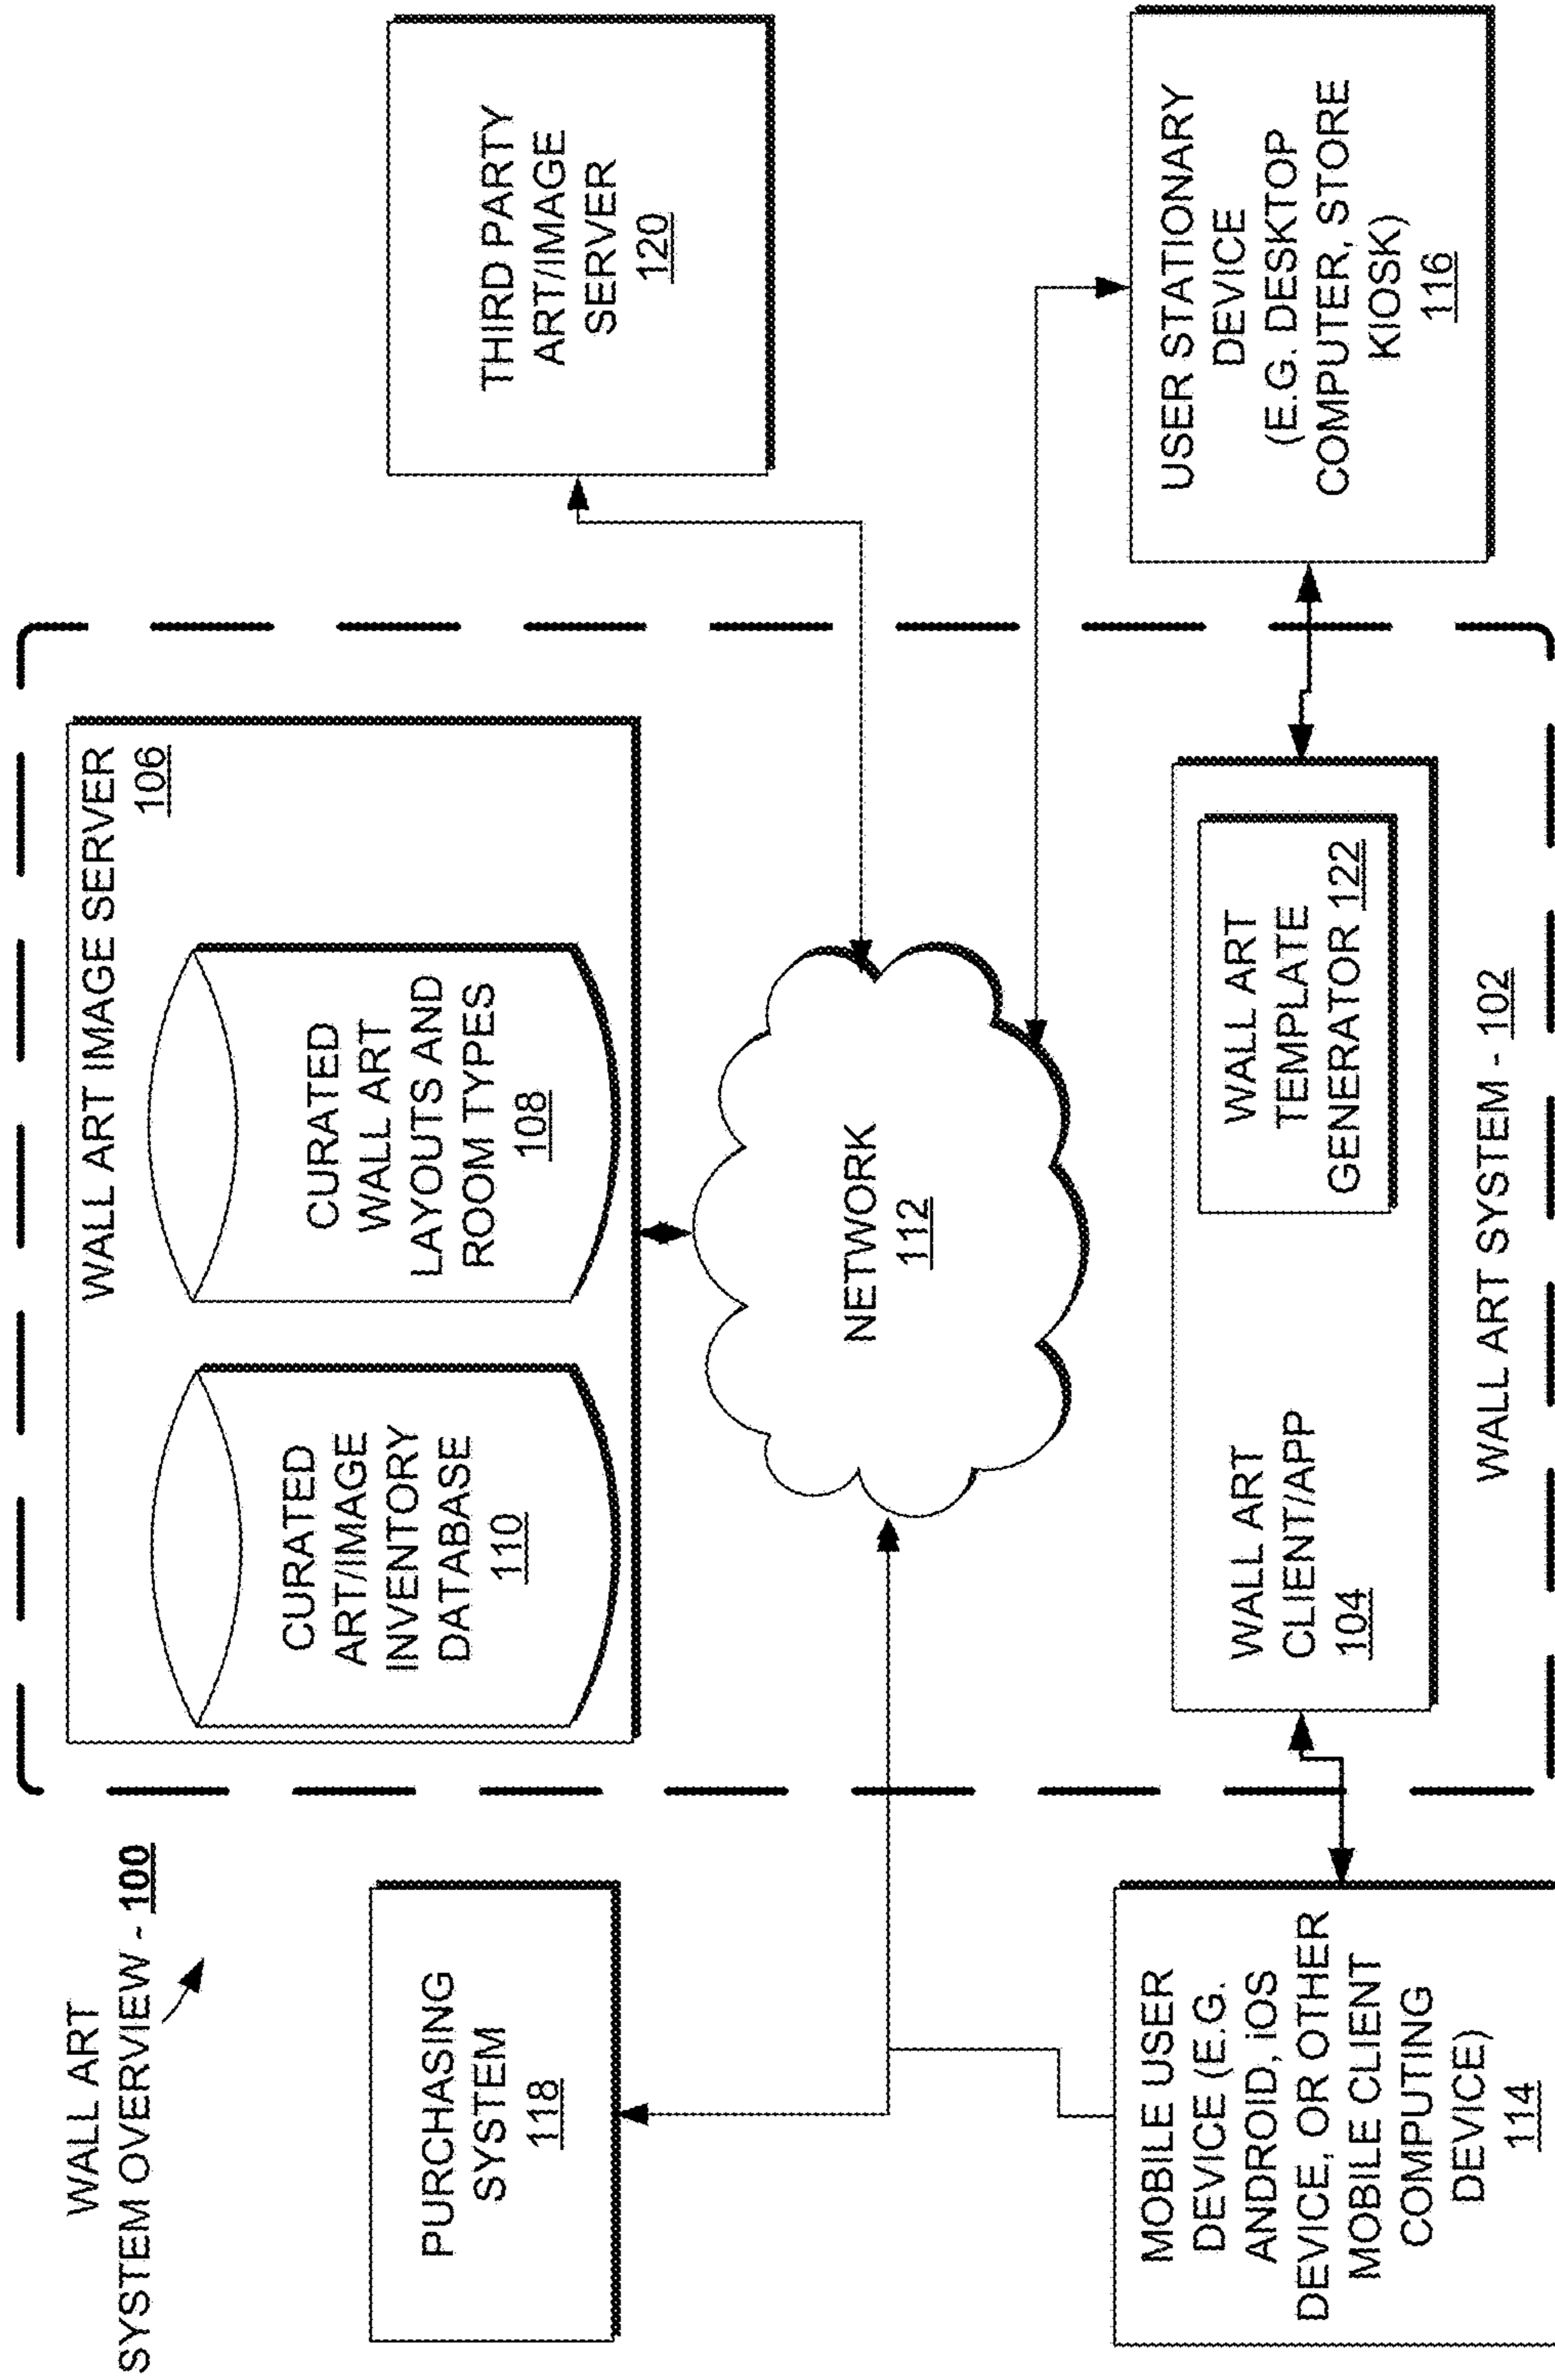 WALL ART
SYSTEM OVERVIEW - 100
WALL ART IMAGE SERVER
106
CURATED
ART/IMAGE
INVENTORY
DATABASE
110
CURATED
WALL ART
LAYOUTS AND
ROOM TYPES
108
PURCHASING
SYSTEM
118
THIRD PARTY
ART/IMAGE
SERVER
120
NETWORK
112
MOBILE USER
DEVICE (E.G.
ANDROID, iOS
DEVICE, OR OTHER
MOBILE CLIENT
COMPUTING
DEVICE)
114
WALL ART
CLIENT/APP
104
WALL ART
TEMPLATE
GENERATOR 122
WALL ART SYSTEM - 102
USER STATIONARY
DEVICE
(E.G. DESKTOP
COMPUTER, STORE
KIOSK)
116